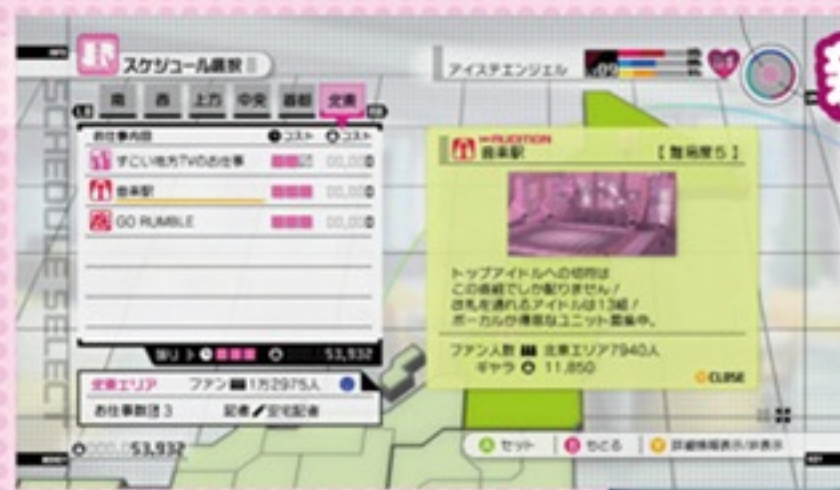 スケジュール選択
アイステエンジェル
南 西 上方 中央 首都 北東
お仕事内容 コスト コスト
すごい地方TVのお仕事
音楽駅
GO RUMBLE
残り 53,932
北東エリア ファン 1万2975人
お仕事数 3 記者 安宅記者
53,932
SCHEDULE SELECT
AUDITION
音楽駅 【難易度5】
トップアイドルへの切符は
この番組でしか配りません!
改札を通れるアイドルは13組!
ボーカルが得意なユニット募集中。
ファン人数 北東エリア7940人
ギャラ 11,850
CLOSE
A セット B もどる Y 詳細情報表示/非表示